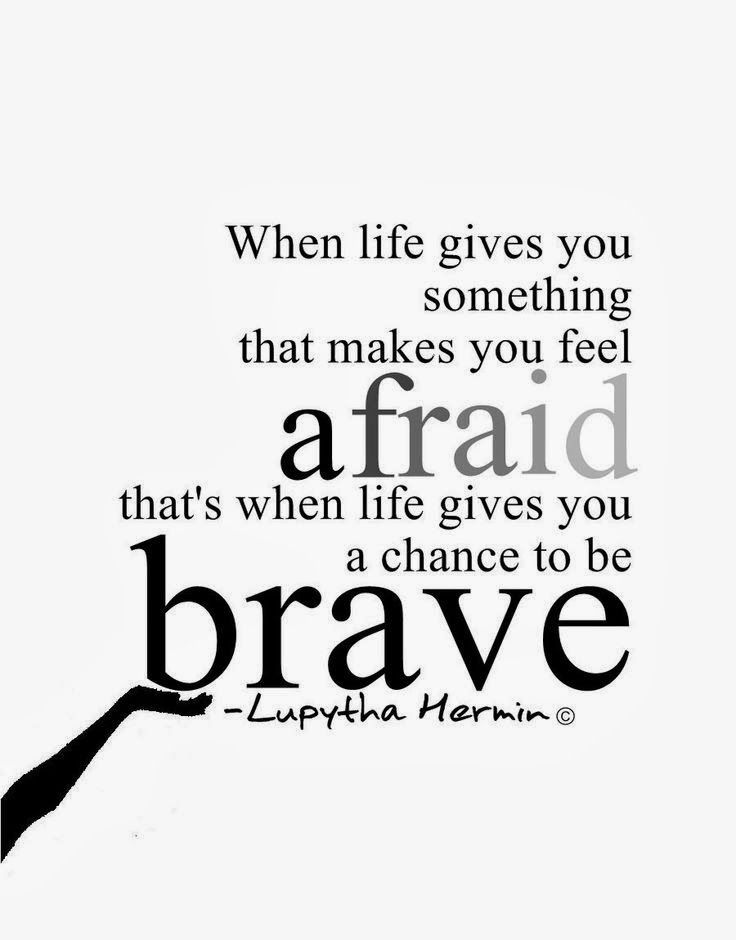 When life gives you
something
that makes you feel
afraid
that's when life gives you
a chance to be
brave
-Lupytha Hermin ©